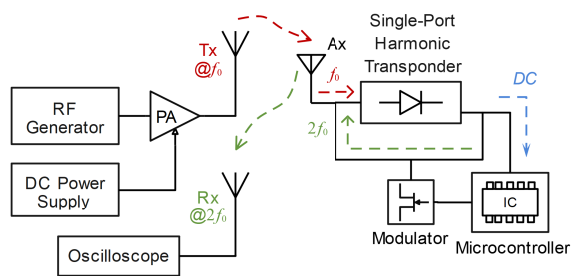 Single-Port
Harmonic
Transponder
Tx
@f₀
Ax
f₀
DC
RF
Generator
PA
2f₀
DC Power
Supply
Rx
@2f₀
IC
Modulator
Microcontroller
Oscilloscope